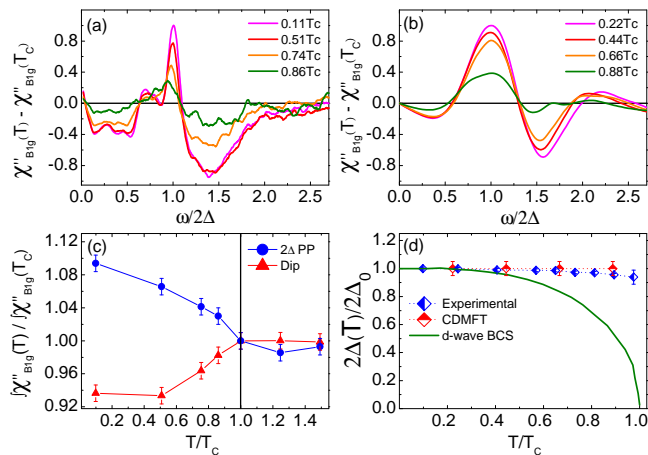 (a)
0.11Tc
0.51Tc
0.74Tc
0.86Tc
χ''B1g(T) - χ''B1g(TC)
0.8
0.4
0.0
-0.4
-0.8
0.0 0.5 1.0 1.5 2.0 2.5
ω/2Δ
(b)
0.22Tc
0.44Tc
0.66Tc
0.88Tc
χ''B1g(T) - χ''B1g(TC)
0.8
0.4
0.0
-0.4
-0.8
0.0 0.5 1.0 1.5 2.0 2.5
ω/2Δ
(c)
2Δ PP
Dip
∫χ''B1g(T) / ∫χ''B1g(TC)
1.12
1.08
1.04
1.00
0.96
0.92
0.2 0.4 0.6 0.8 1.0 1.2 1.4
T/TC
(d)
Experimental
CDMFT
d-wave BCS
2Δ(T)/2Δ0
1.2
1.0
0.8
0.6
0.4
0.2
0.0
0.0 0.2 0.4 0.6 0.8 1.0
T/TC